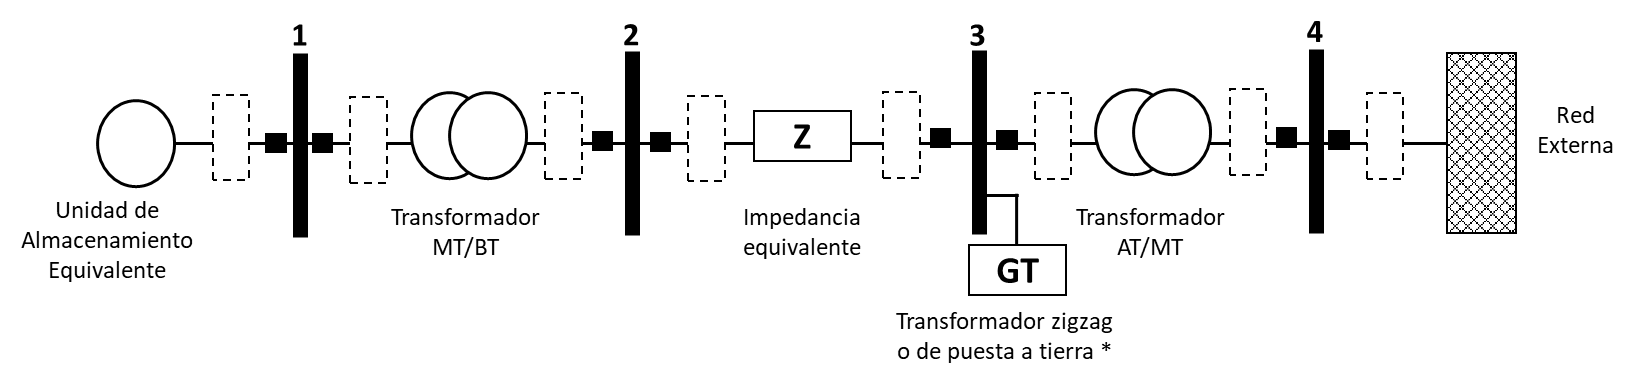 1
2
3
4
Z
GT
Unidad de
Almacenamiento
Equivalente
Transformador
MT/BT
Impedancia
equivalente
Transformador zigzag
o de puesta a tierra *
Transformador
AT/MT
Red
Externa